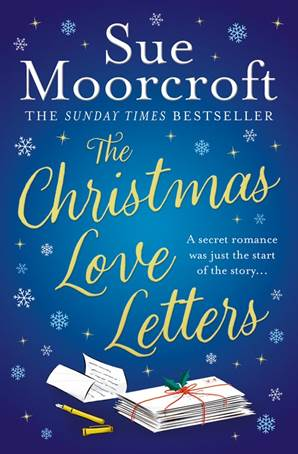 Sue
Moorcroft
THE SUNDAY TIMES BESTSELLER
The
Christmas
Love
Letters
A secret romance
was just the start
of the story...